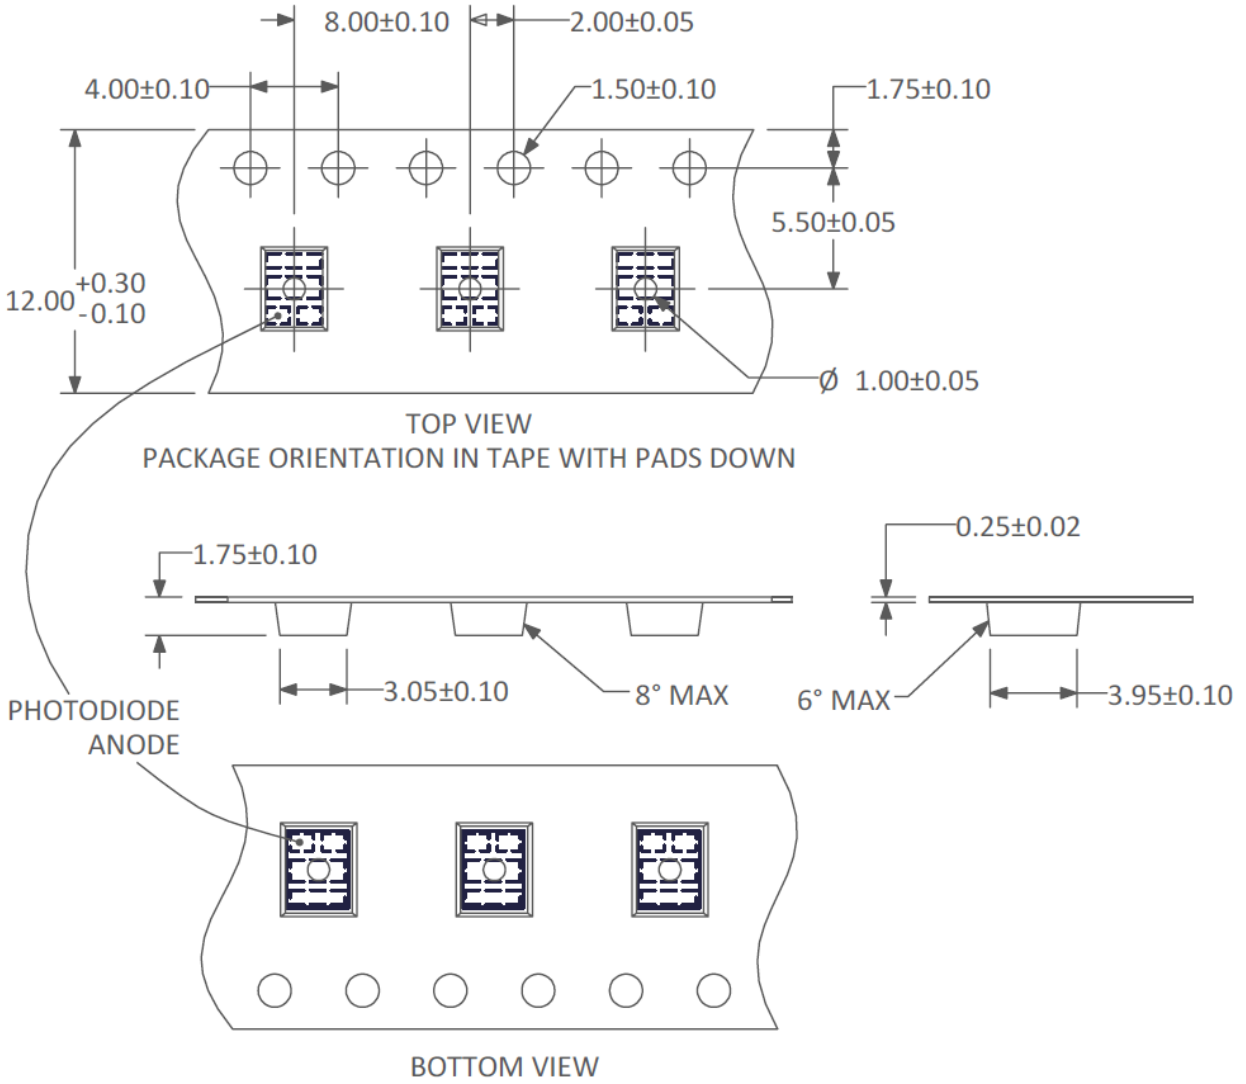 8.00±0.10
2.00±0.05
4.00±0.10
1.50±0.10
1.75±0.10
5.50±0.05
12.00 +0.30
-0.10
Ø 1.00±0.05
TOP VIEW
PACKAGE ORIENTATION IN TAPE WITH PADS DOWN
0.25±0.02
1.75±0.10
3.05±0.10
8° MAX
6° MAX
3.95±0.10
PHOTODIODE
ANODE
BOTTOM VIEW